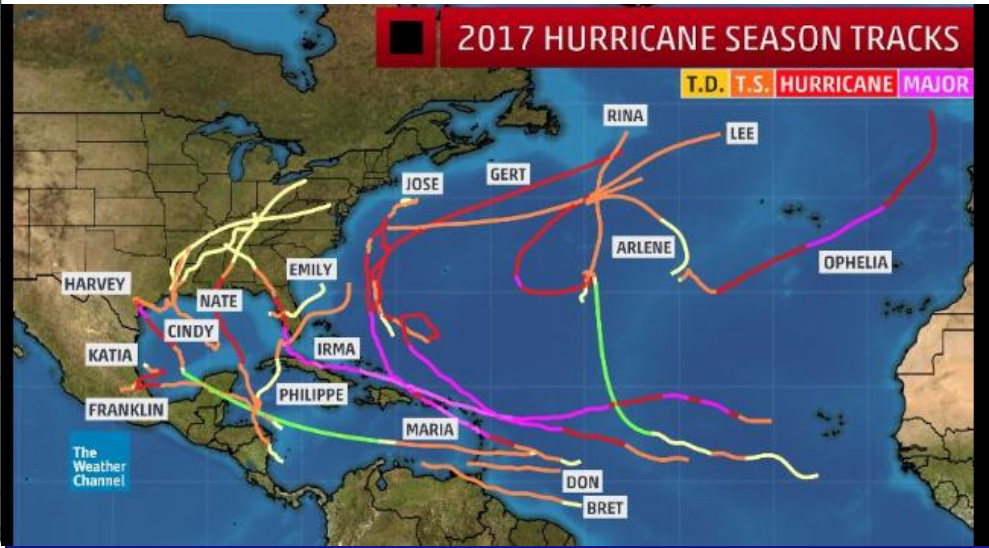 2017 HURRICANE SEASON TRACKS
T.D. T.S. HURRICANE MAJOR
RINA
LEE
GERT
JOSE
ARLENE
OPHELIA
EMILY
HARVEY
NATE
CINDY
IRMA
KATIA
PHILIPPE
FRANKLIN
MARIA
The
Weather
Channel
DON
BRET